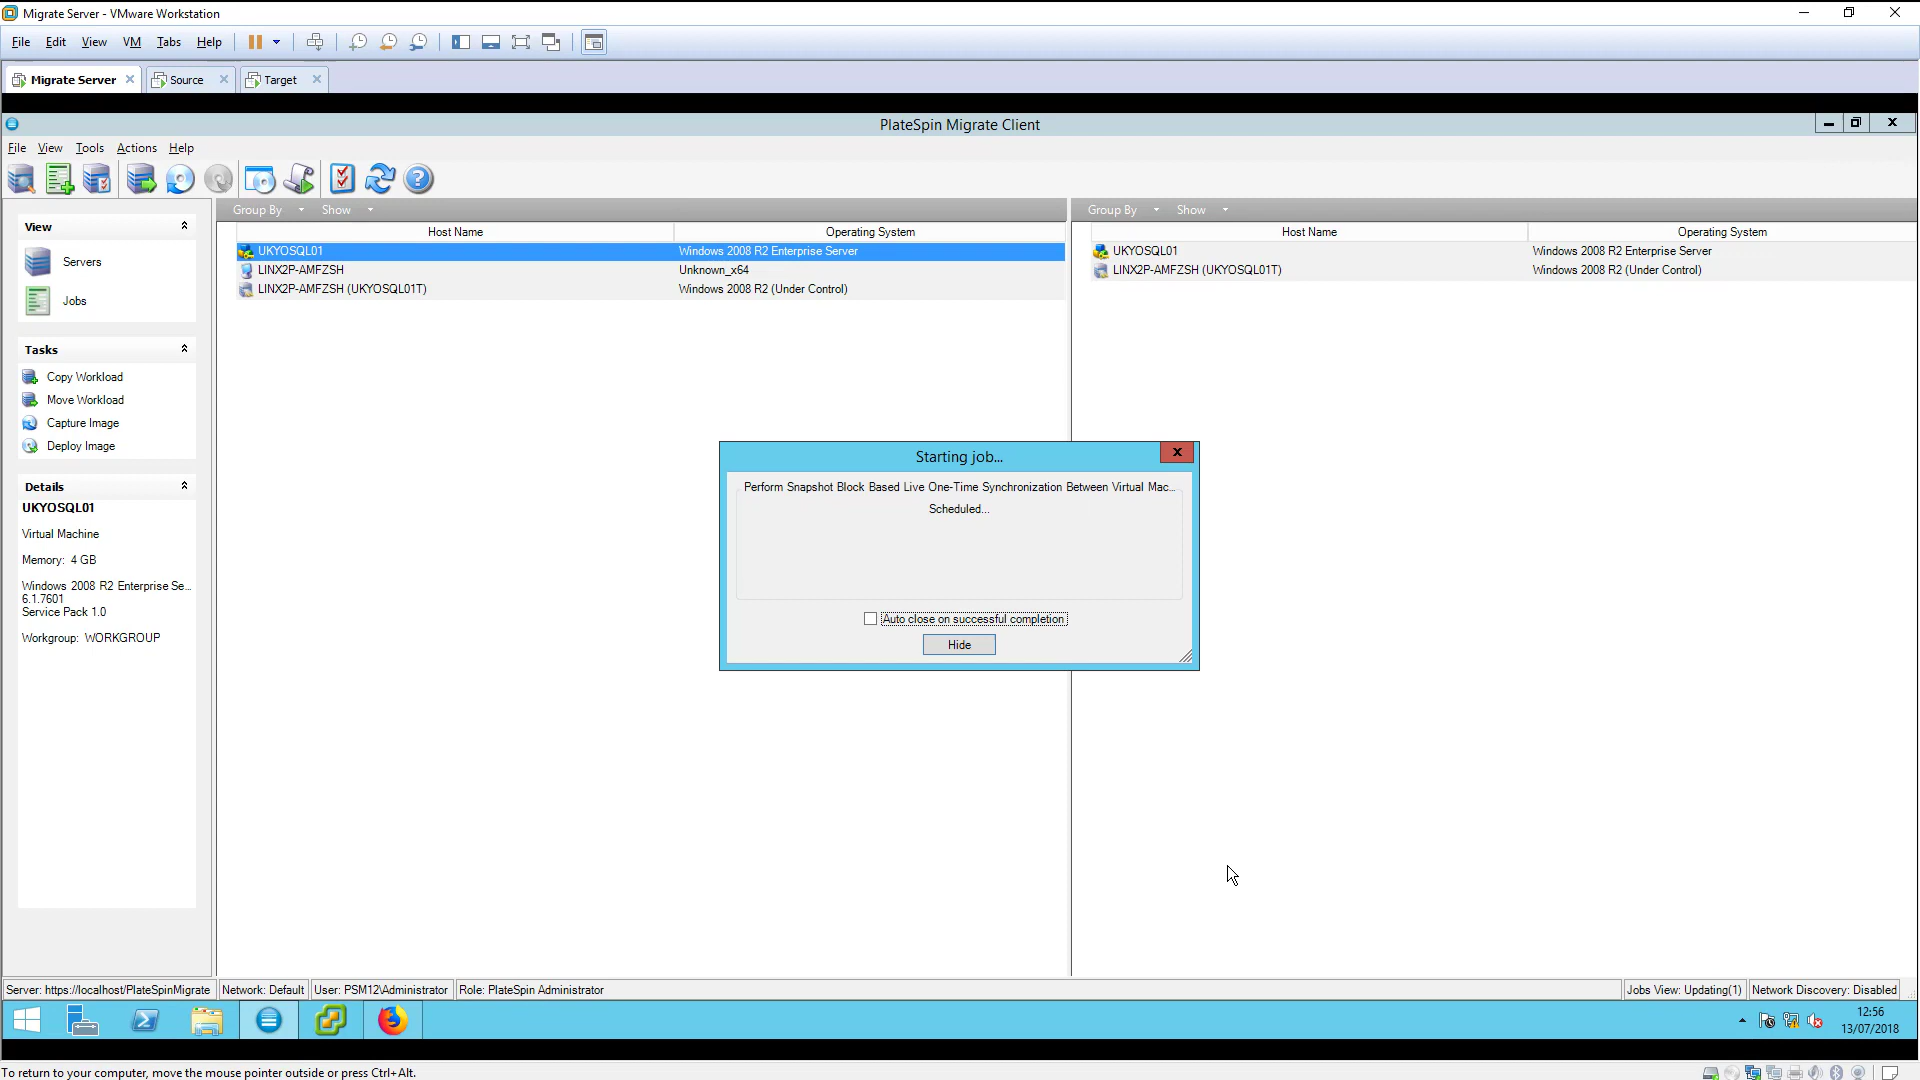 Migrate Server - VMware Workstation
File Edit View VM Tabs Help
Migrate Server Source Target
PlateSpin Migrate Client
File View Tools Actions Help
Group By Show Group By Show
View
Servers
Jobs
Tasks
Copy Workload
Move Workload
Capture Image
Deploy Image
Details
UKYOSQL01
Virtual Machine
Memory: 4 GB
Windows 2008 R2 Enterprise Se...
6.1.7601
Service Pack 1.0
Workgroup: WORKGROUP
Host Name Operating System
UKYOSQL01 Windows 2008 R2 Enterprise Server
LINX2P-AMFZSH Unknown_x64
LINX2P-AMFZSH (UKYOSQL01T) Windows 2008 R2 (Under Control)
Host Name Operating System
UKYOSQL01 Windows 2008 R2 Enterprise Server
LINX2P-AMFZSH (UKYOSQL01T) Windows 2008 R2 (Under Control)
Starting job...
Perform Snapshot Block Based Live One-Time Synchronization Between Virtual Mac...
Scheduled...
Auto close on successful completion
Hide
Server: https://localhost/PlateSpinMigrate Network: Default User: PSM12\Administrator Role: PlateSpin Administrator Jobs View: Updating(1) Network Discovery: Disabled
12:56
13/07/2018
To return to your computer, move the mouse pointer outside or press Ctrl+Alt.